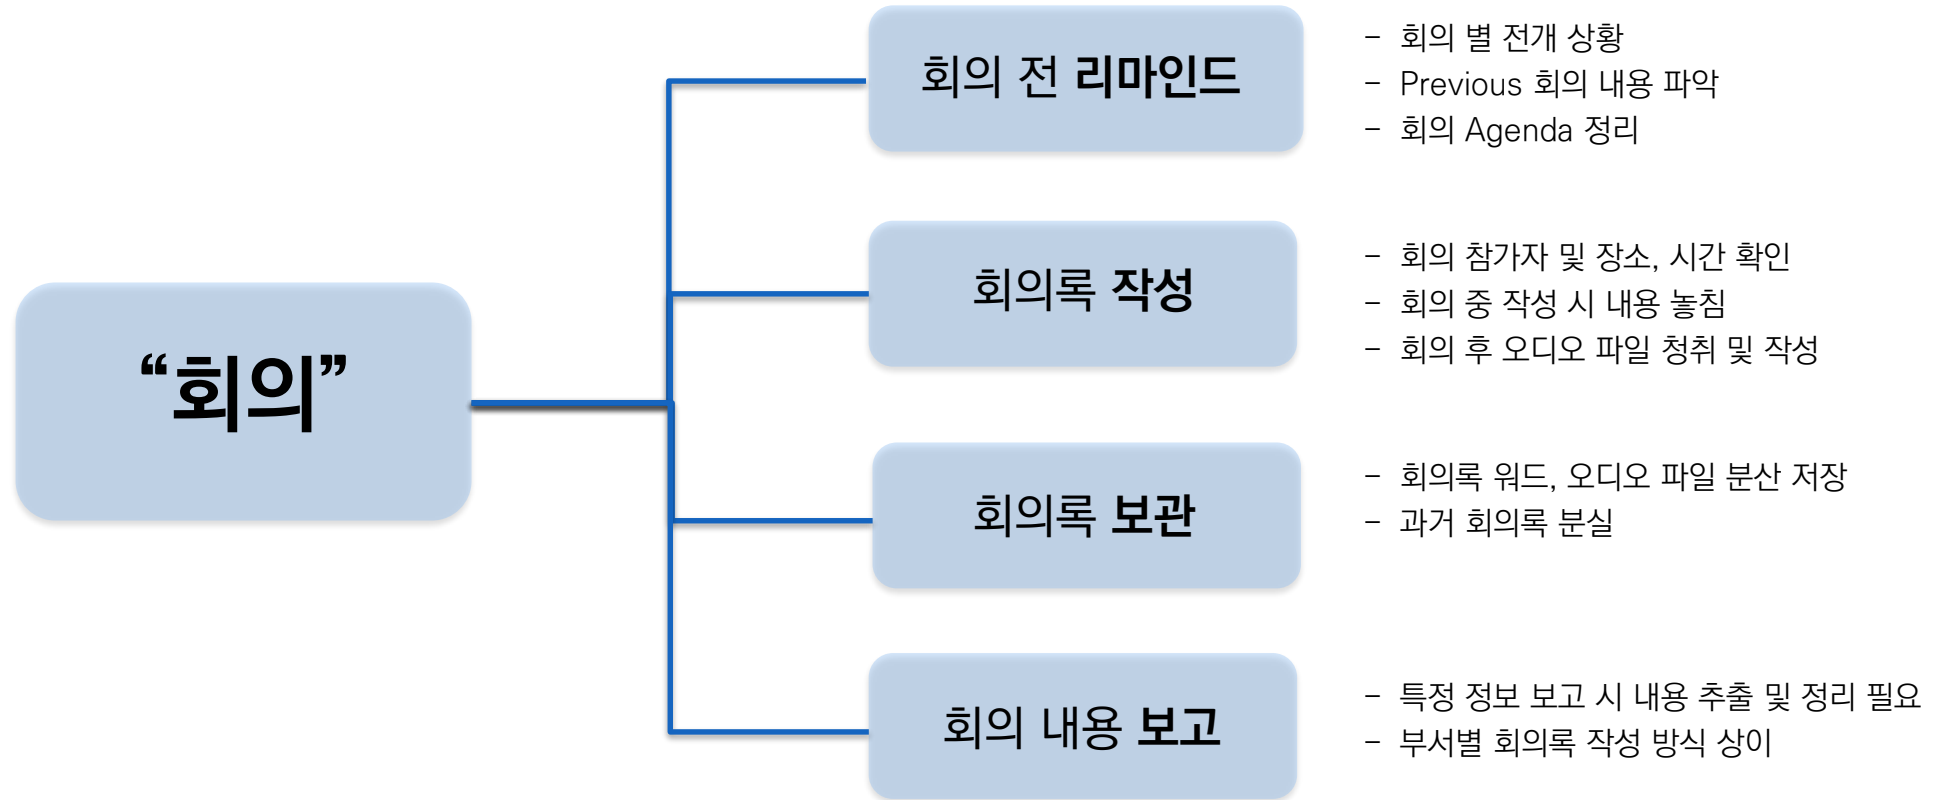 “회의”
회의 전 리마인드
- 회의 별 전개 상황
- Previous 회의 내용 파악
- 회의 Agenda 정리
회의록 작성
- 회의 참가자 및 장소, 시간 확인
- 회의 중 작성 시 내용 놓침
- 회의 후 오디오 파일 청취 및 작성
회의록 보관
- 회의록 워드, 오디오 파일 분산 저장
- 과거 회의록 분실
회의 내용 보고
- 특정 정보 보고 시 내용 추출 및 정리 필요
- 부서별 회의록 작성 방식 상이